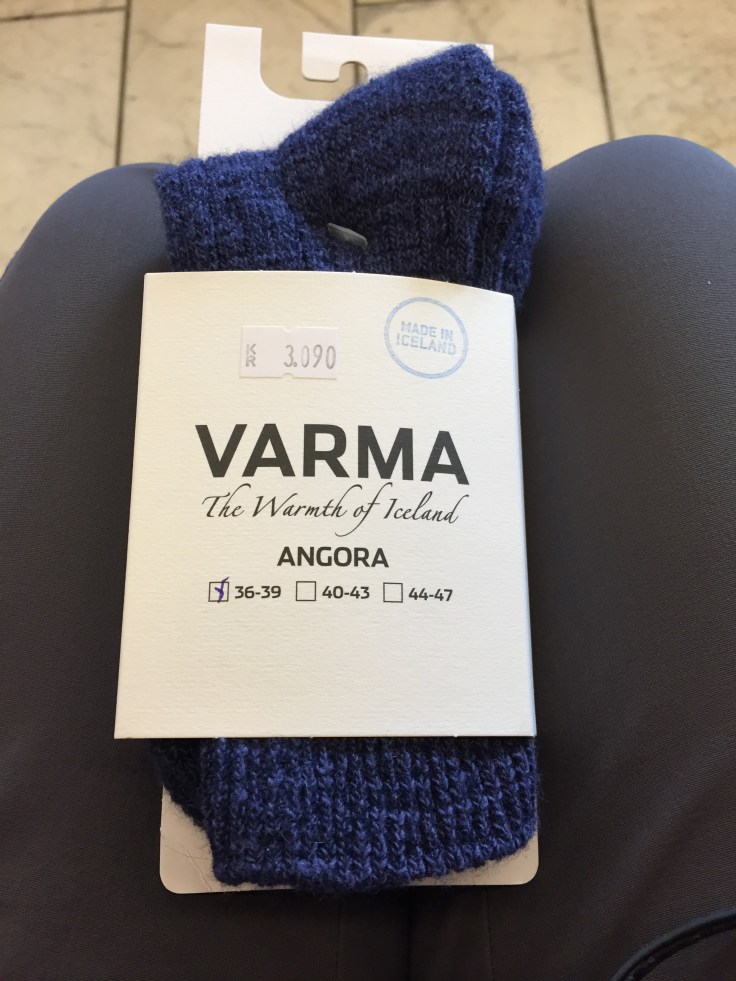 KR 3.090
MADE IN
ICELAND
VARMA
The Warmth of Iceland
ANGORA
36-39 40-43 44-47